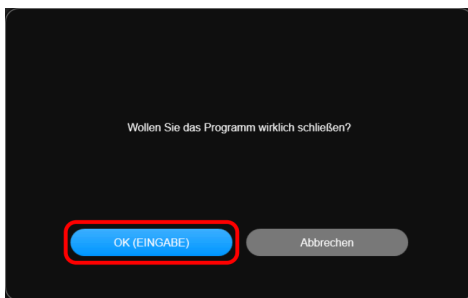 Wollen Sie das Programm wirklich schließen?
OK (EINGABE)
Abbrechen